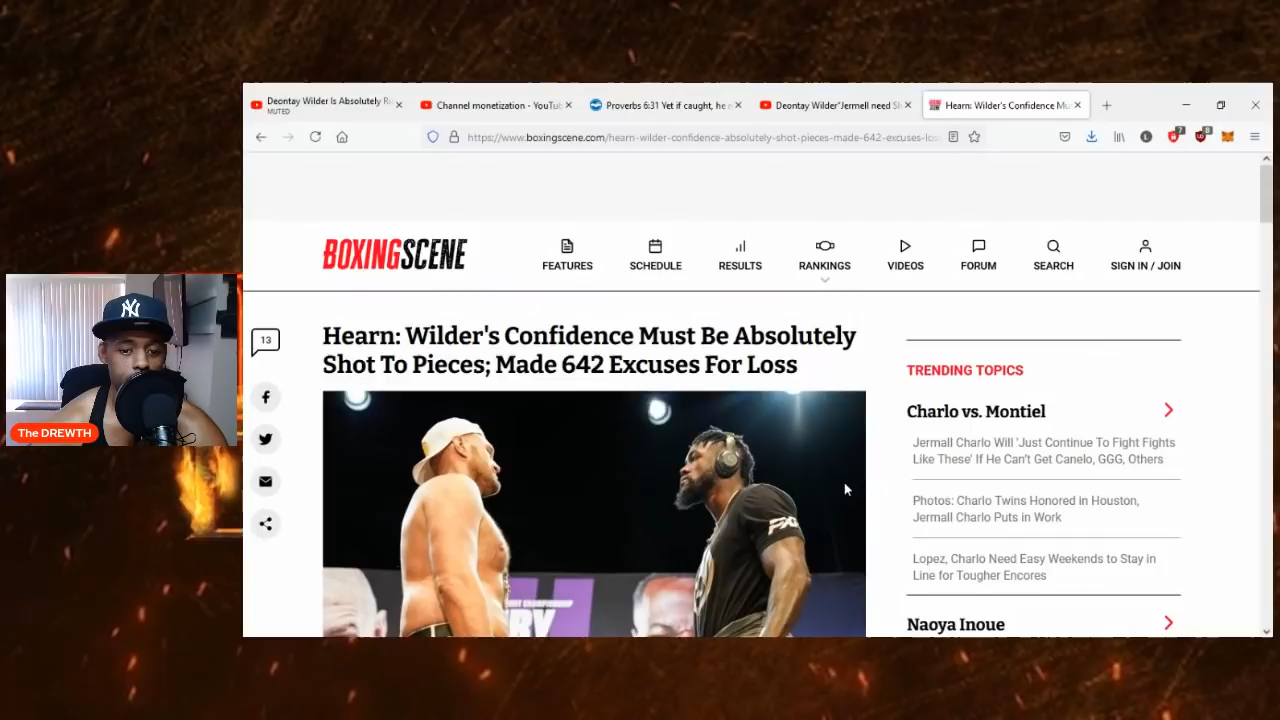 Deontay Wilder Is Absolutely R
MUTED
Channel monetization - YouTu
Proverbs 6:31 Yet if caught, he
Deontay Wilder"Jermell need S
Hearn: Wilder's Confidence Mu
https://www.boxingscene.com/hearn-wilder-confidence-absolutely-shot-pieces-made-642-excuses-los
7
8
BOXINGSCENE
FEATURES
SCHEDULE
RESULTS
RANKINGS
VIDEOS
FORUM
SEARCH
SIGN IN / JOIN
13
Hearn: Wilder's Confidence Must Be Absolutely
Shot To Pieces; Made 642 Excuses For Loss
TRENDING TOPICS
Charlo vs. Montiel
Jermall Charlo Will 'Just Continue To Fight Fights
Like These' If He Can't Get Canelo, GGG, Others
Photos: Charlo Twins Honored in Houston,
Jermall Charlo Puts in Work
Lopez, Charlo Need Easy Weekends to Stay in
Line for Tougher Encores
Naoya Inoue
NY
The DREWTH